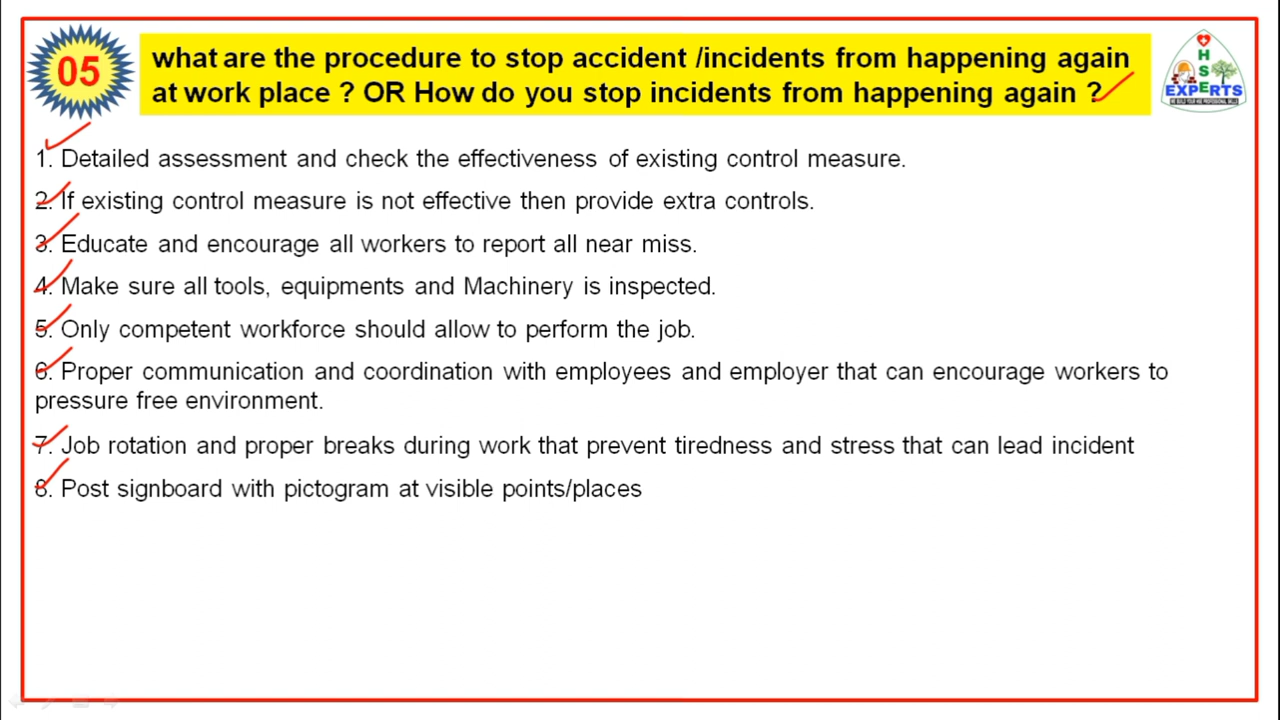 05
what are the procedure to stop accident /incidents from happening again
at work place ? OR How do you stop incidents from happening again ?
H
S
E
EXPERTS
1. Detailed assessment and check the effectiveness of existing control measure.
2. If existing control measure is not effective then provide extra controls.
3. Educate and encourage all workers to report all near miss.
4. Make sure all tools, equipments and Machinery is inspected.
5. Only competent workforce should allow to perform the job.
6. Proper communication and coordination with employees and employer that can encourage workers to
pressure free environment.
7. Job rotation and proper breaks during work that prevent tiredness and stress that can lead incident
8. Post signboard with pictogram at visible points/places